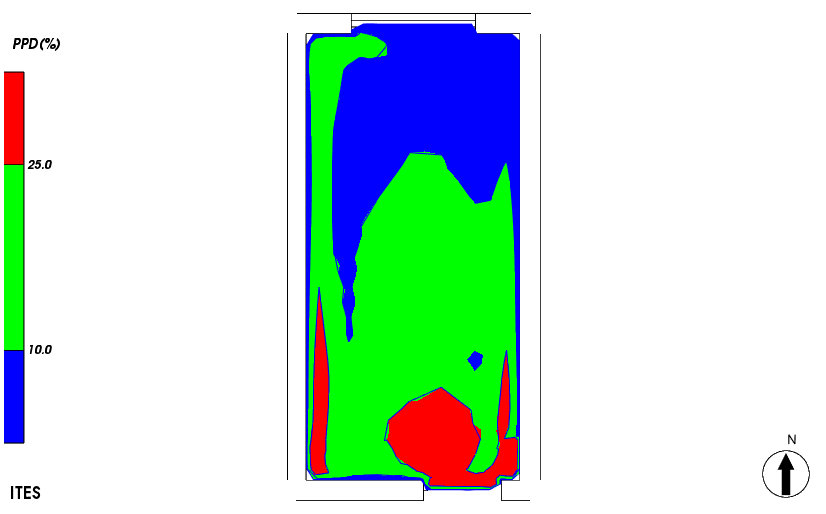 PPD(%)
25.0
10.0
ITES
N